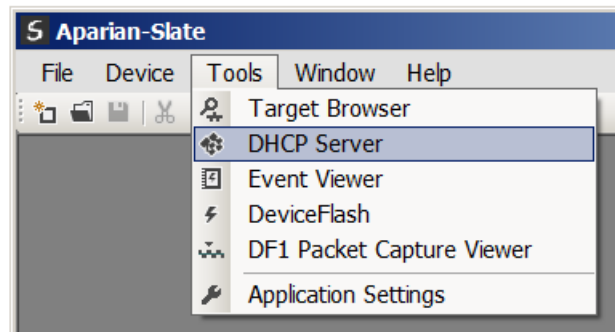 S Aparian-Slate
File Device Tools Window Help
Target Browser
DHCP Server
Event Viewer
DeviceFlash
DF1 Packet Capture Viewer
Application Settings